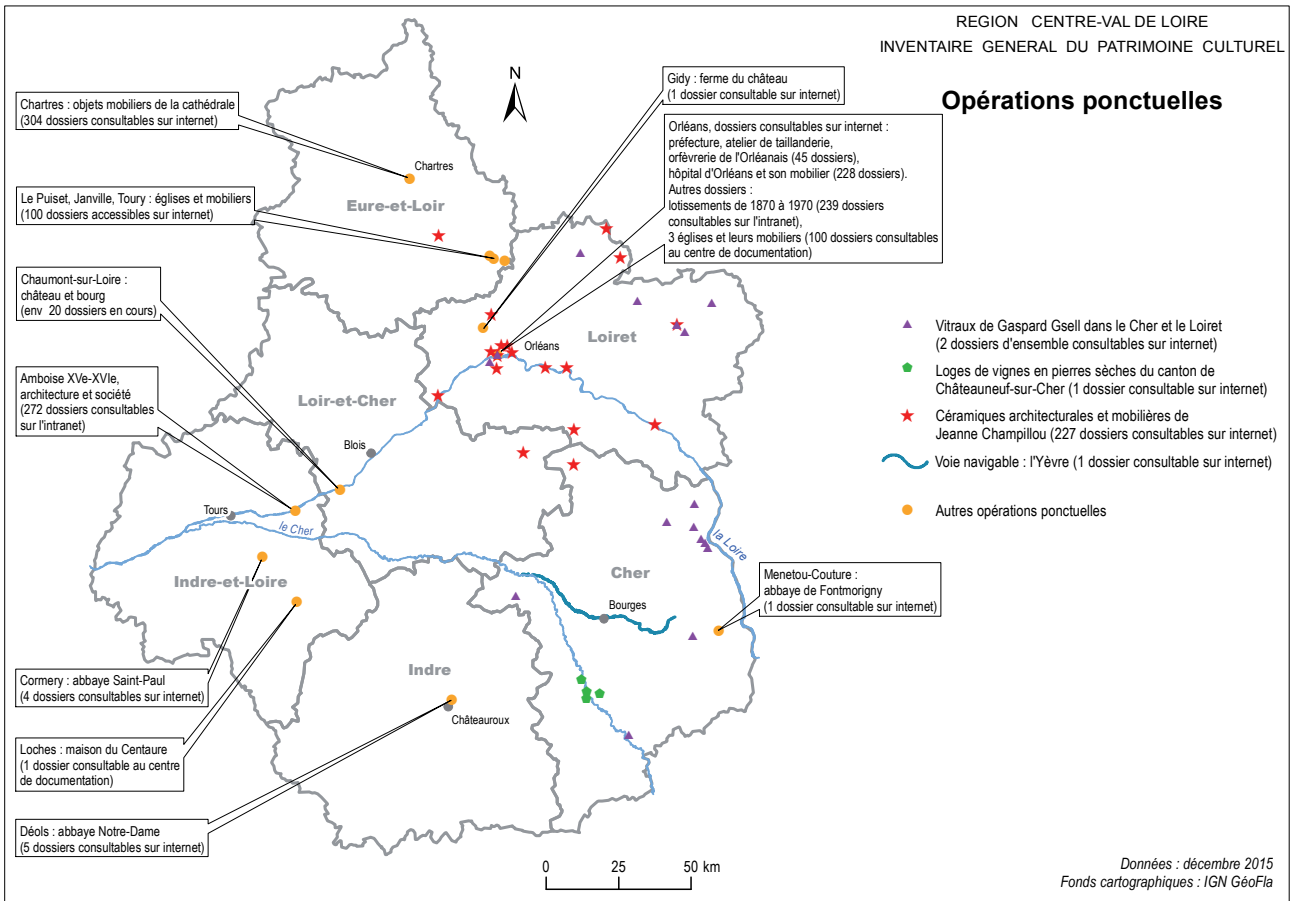 REGION CENTRE-VAL DE LOIRE
INVENTAIRE GENERAL DU PATRIMOINE CULTUREL
Opérations ponctuelles
N
Gidy : ferme du château
(1 dossier consultable sur internet)
Chartres : objets mobiliers de la cathédrale
(304 dossiers consultables sur internet)
Orléans, dossiers consultables sur internet :
préfecture, atelier de taillanderie,
orfèvrerie de l'Orléanais (45 dossiers),
hôpital d'Orléans et son mobilier (228 dossiers).
Autres dossiers :
lotissements de 1870 à 1970 (239 dossiers
consultables sur l'intranet),
3 églises et leurs mobiliers (100 dossiers consultables
au centre de documentation)
Le Puiset, Janville, Toury : églises et mobiliers
(100 dossiers accessibles sur internet)
Chaumont-sur-Loire :
château et bourg
(env 20 dossiers en cours)
Amboise XVe-XVIe,
architecture et société
(272 dossiers consultables
sur l'intranet)
Chartres
Eure-et-Loir
Loiret
Orléans
Loir-et-Cher
Blois
Tours
le Cher
la Loire
Indre-et-Loire
Cher
Bourges
Indre
Châteauroux
Vitraux de Gaspard Gsell dans le Cher et le Loiret
(2 dossiers d'ensemble consultables sur internet)
Loges de vignes en pierres sèches du canton de
Châteauneuf-sur-Cher (1 dossier consultable sur internet)
Céramiques architecturales et mobilières de
Jeanne Champillou (227 dossiers consultables sur internet)
Voie navigable : l'Yèvre (1 dossier consultable sur internet)
Autres opérations ponctuelles
Menetou-Couture :
abbaye de Fontmorigny
(1 dossier consultable sur internet)
Cormery : abbaye Saint-Paul
(4 dossiers consultables sur internet)
Loches : maison du Centaure
(1 dossier consultable au centre
de documentation)
Déols : abbaye Notre-Dame
(5 dossiers consultables sur internet)
0 25 50 km
Données : décembre 2015
Fonds cartographiques : IGN GéoFla